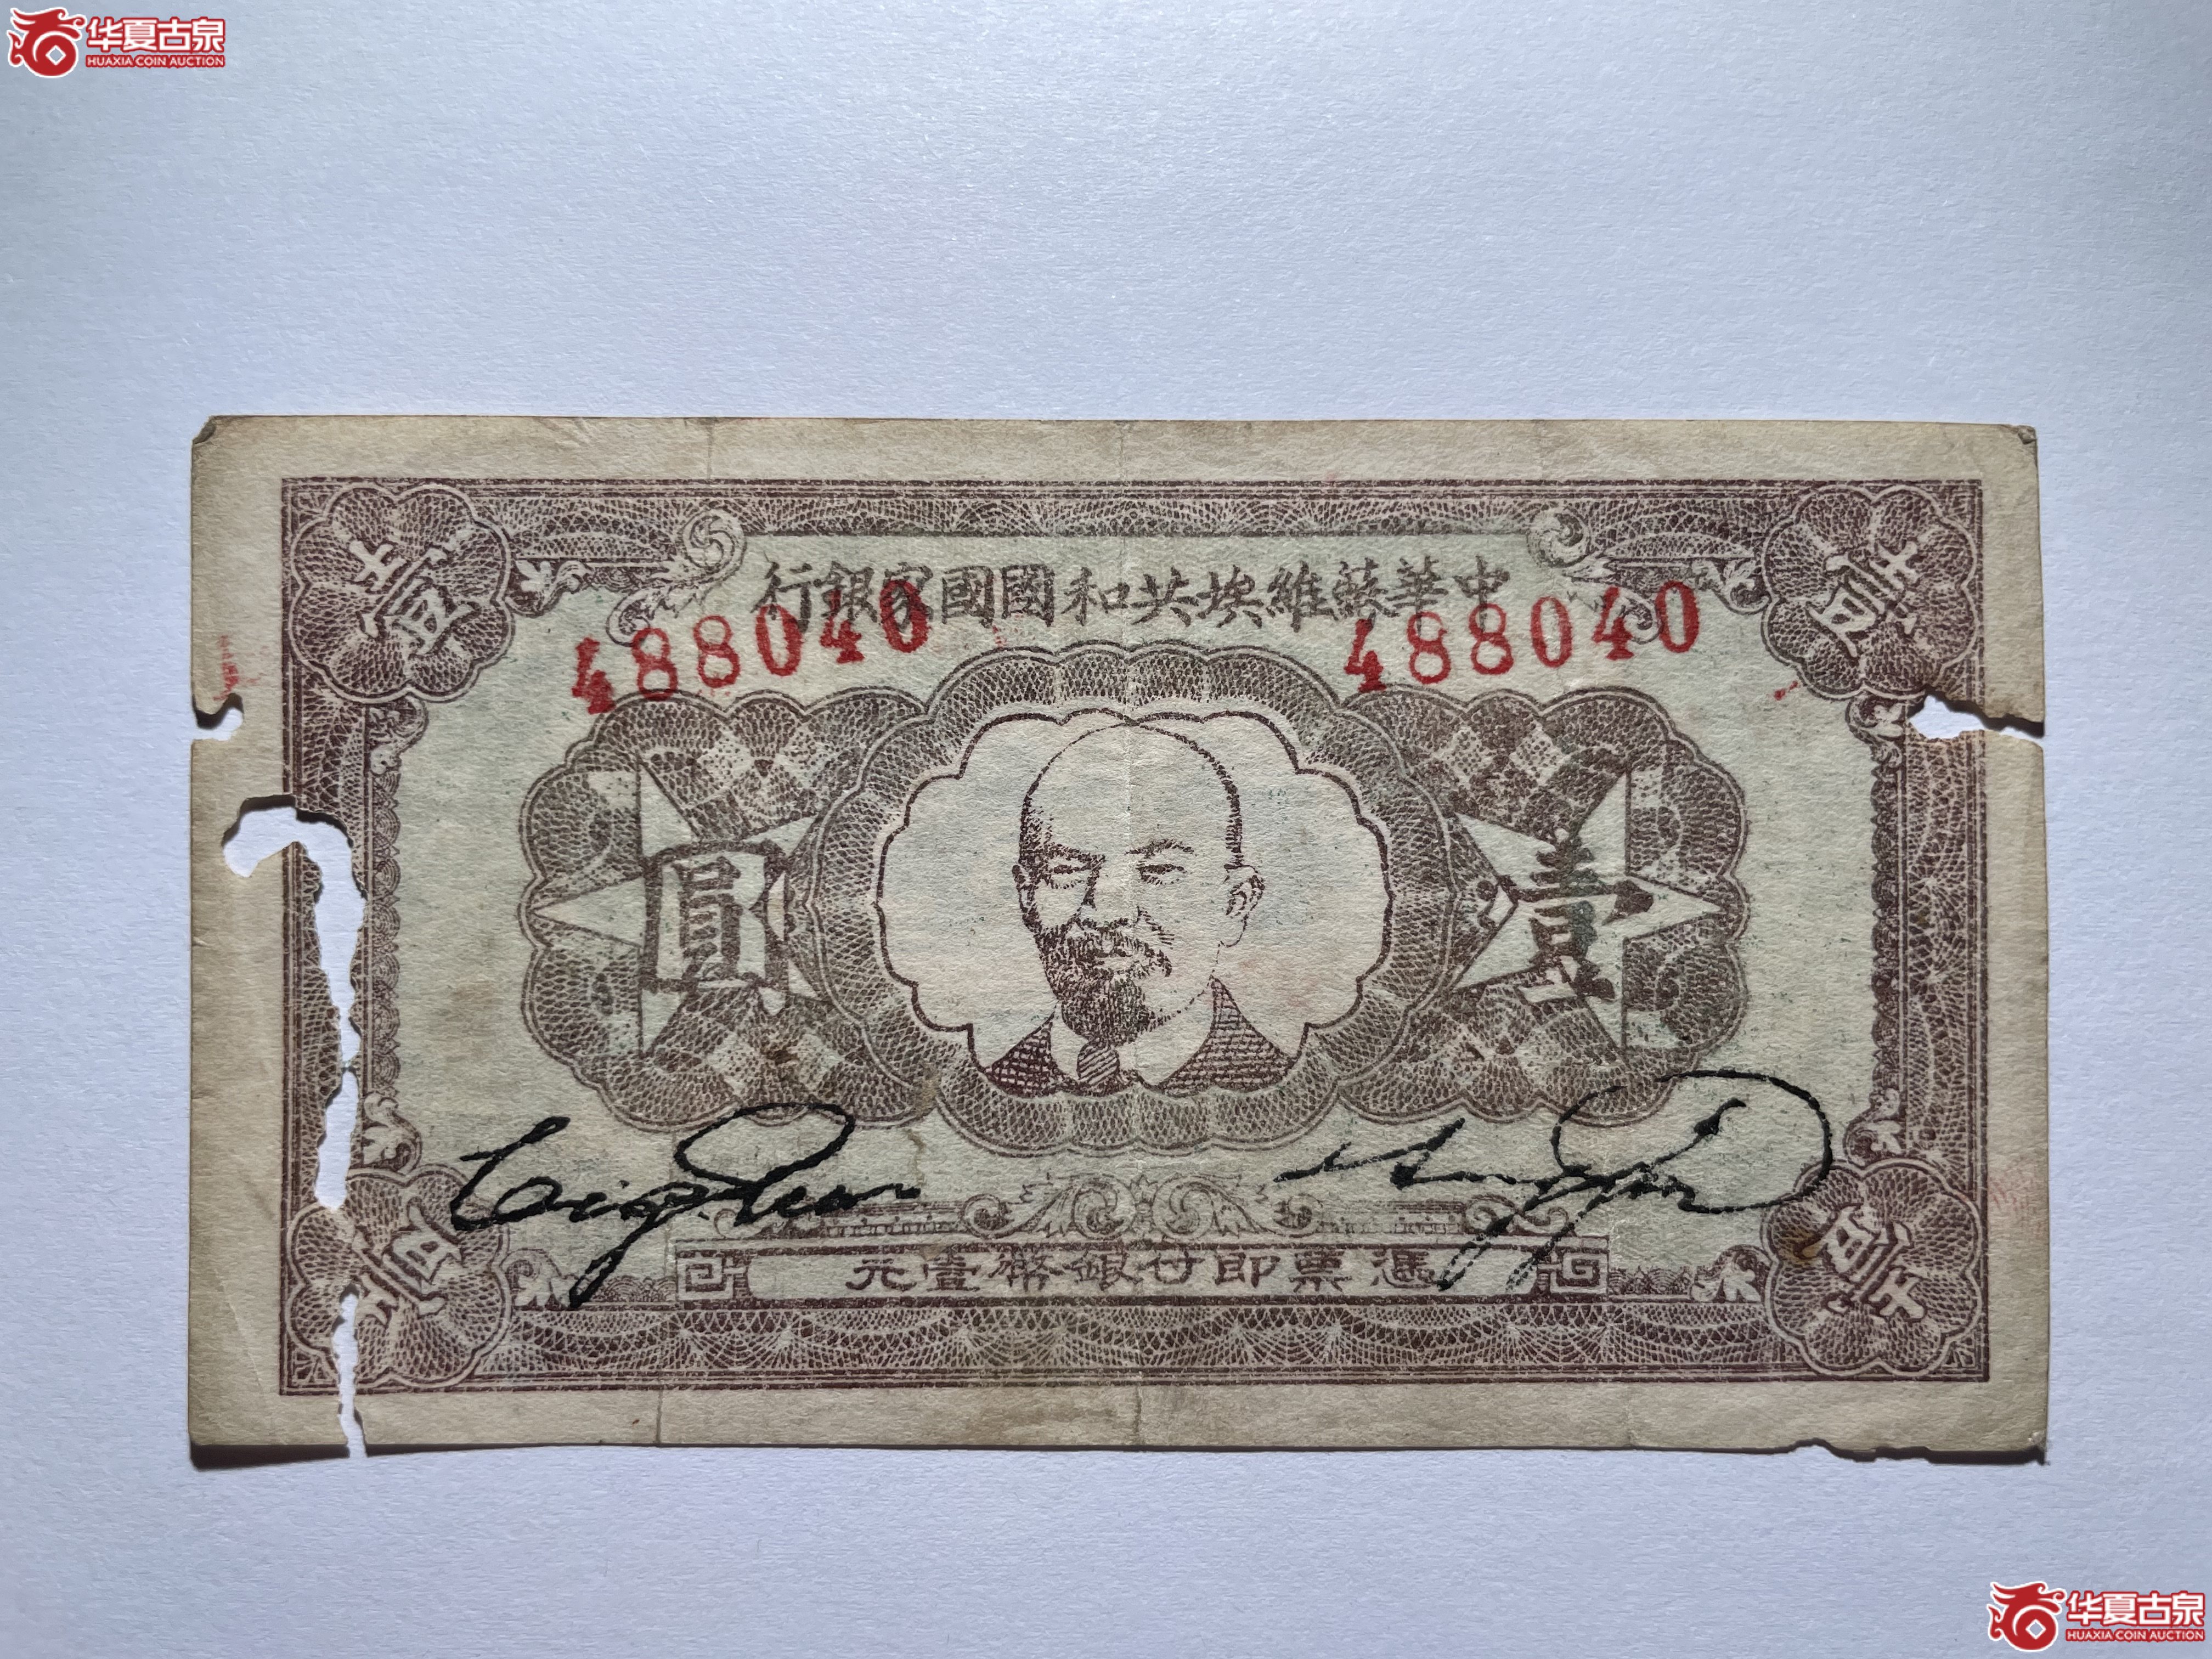 华夏古泉
HUAXIA COIN AUCTION
壹
壹
中華蘇維埃共和國國家銀行
488040
488040
壹
圓
憑票即付銀幣壹元
壹
壹
华夏古泉
HUAXIA COIN AUCTION